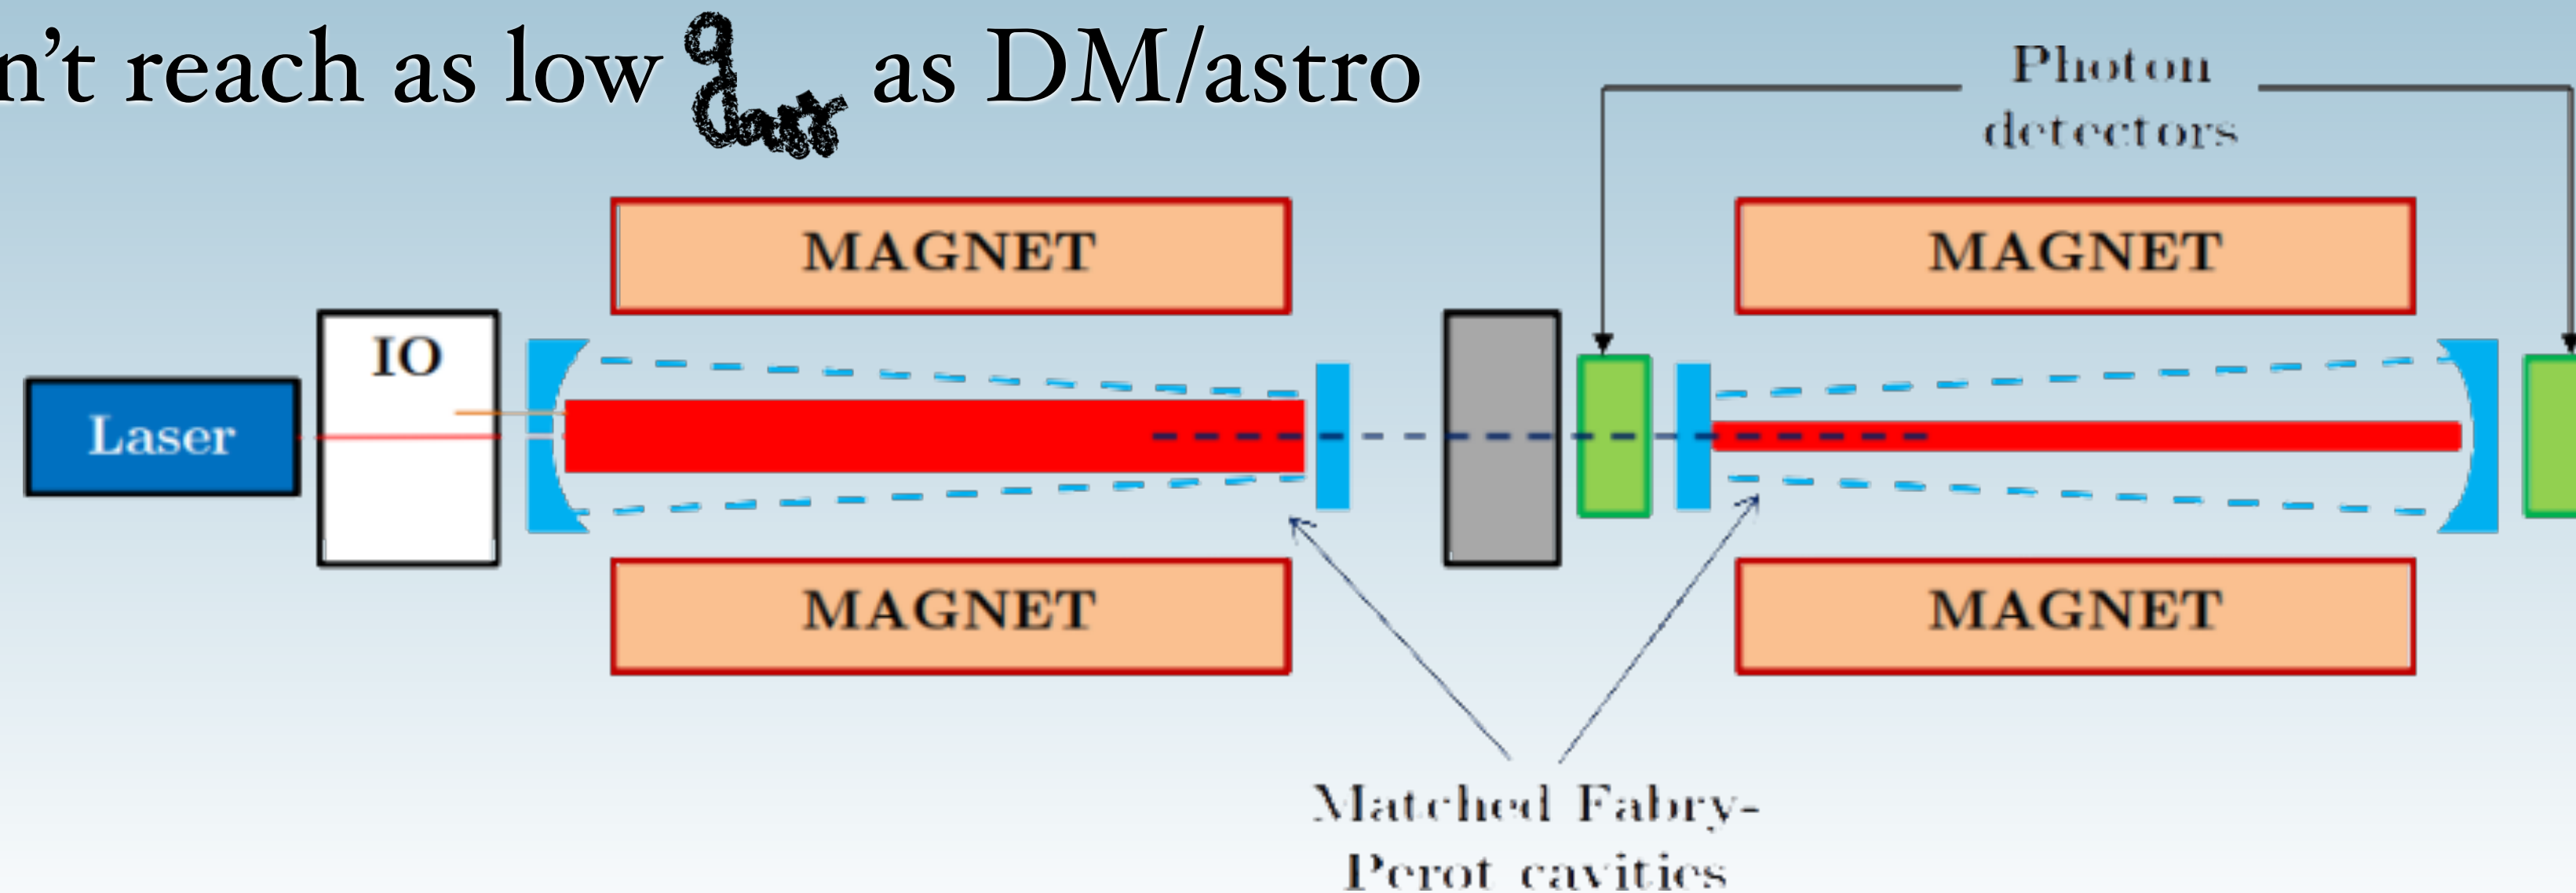 n't reach as low as DM/astro
Photon
detectors
MAGNET
MAGNET
IO
Laser
MAGNET
MAGNET
Matched Fabry-
Perot cavities